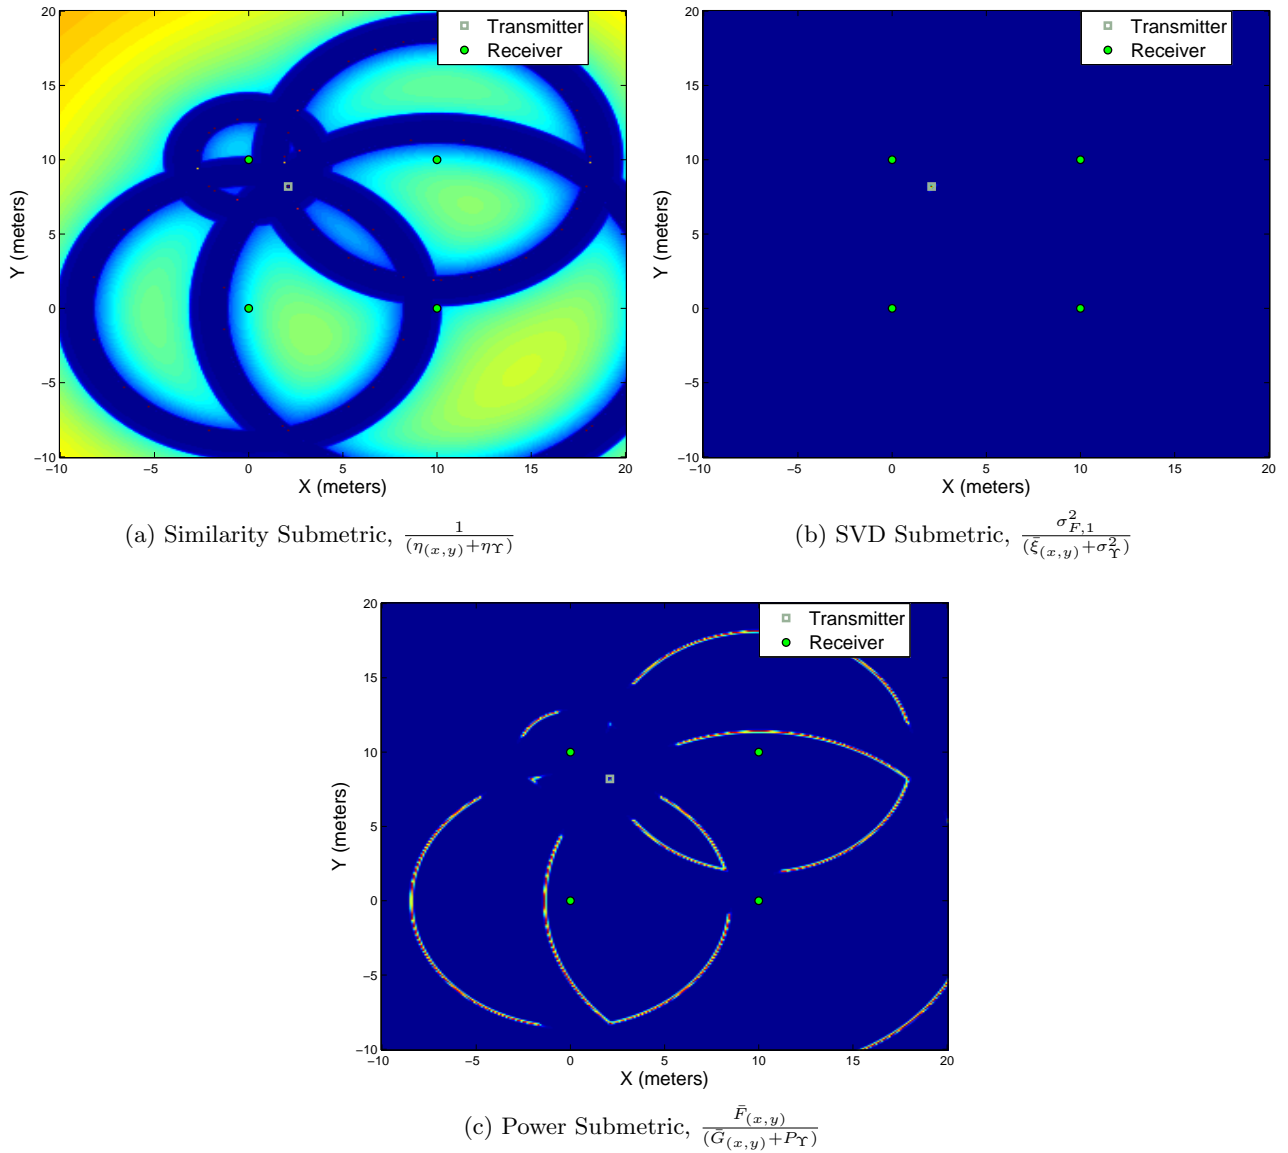 20
15
10
5
0
−5
−10
Y (meters)
−10
−5
0
5
10
15
20
X (meters)
Transmitter
Receiver
(a) Similarity Submetric, 1 / (η(x,y)+ηϒ)
20
15
10
5
0
−5
−10
Y (meters)
−10
−5
0
5
10
15
20
X (meters)
Transmitter
Receiver
(b) SVD Submetric, σ²F,1 / (ξ̄(x,y)+σ²ϒ)
20
15
10
5
0
−5
−10
Y (meters)
−10
−5
0
5
10
15
20
X (meters)
Transmitter
Receiver
(c) Power Submetric, F̄(x,y) / (Ḡ(x,y)+Pϒ)